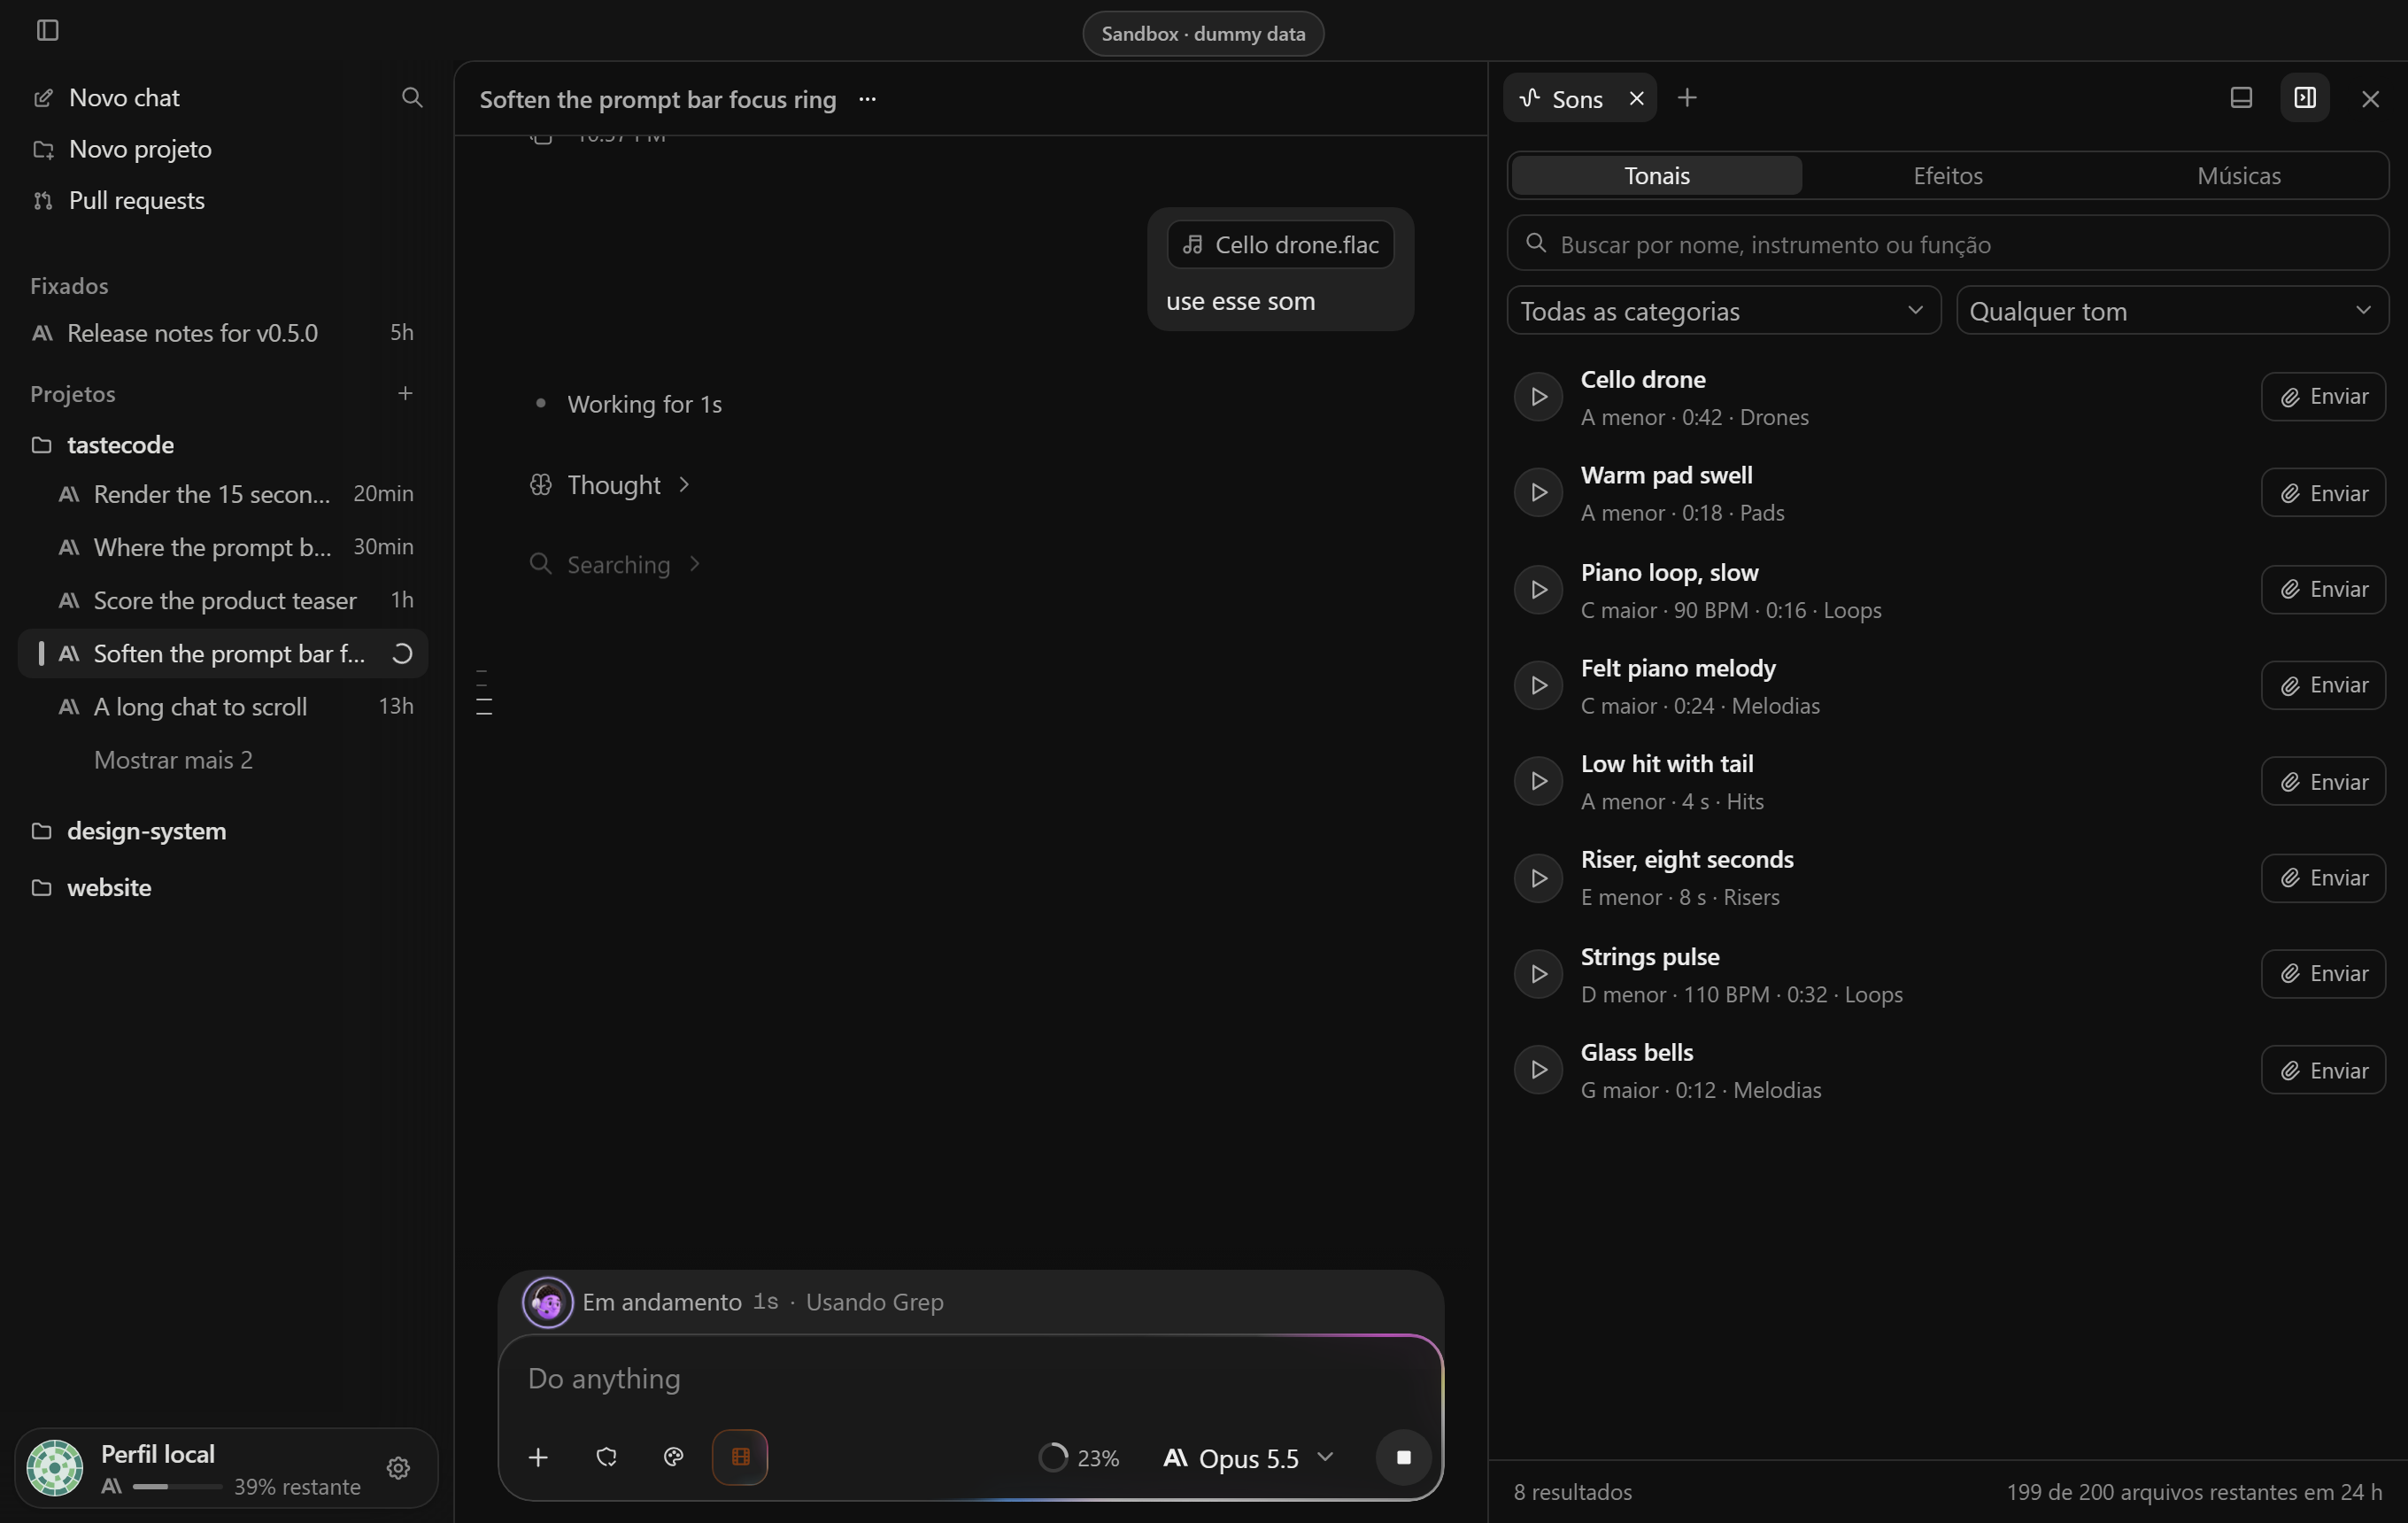 Sandbox · dummy data
Novo chat
Novo projeto
Pull requests
Fixados
Release notes for v0.5.0 5h
Projetos
tastecode
Render the 15 secon... 20min
Where the prompt b... 30min
Score the product teaser 1h
Soften the prompt bar f...
A long chat to scroll 13h
Mostrar mais 2
design-system
website
Perfil local
39% restante
Soften the prompt bar focus ring
Cello drone.flac
use esse som
Working for 1s
Thought
Searching
Em andamento 1s · Usando Grep
Do anything
23% Opus 5.5
Sons
Tonais Efeitos Músicas
Buscar por nome, instrumento ou função
Todas as categorias Qualquer tom
Cello drone
A menor · 0:42 · Drones
Enviar
Warm pad swell
A menor · 0:18 · Pads
Enviar
Piano loop, slow
C maior · 90 BPM · 0:16 · Loops
Enviar
Felt piano melody
C maior · 0:24 · Melodias
Enviar
Low hit with tail
A menor · 4 s · Hits
Enviar
Riser, eight seconds
E menor · 8 s · Risers
Enviar
Strings pulse
D menor · 110 BPM · 0:32 · Loops
Enviar
Glass bells
G maior · 0:12 · Melodias
Enviar
8 resultados 199 de 200 arquivos restantes em 24 h